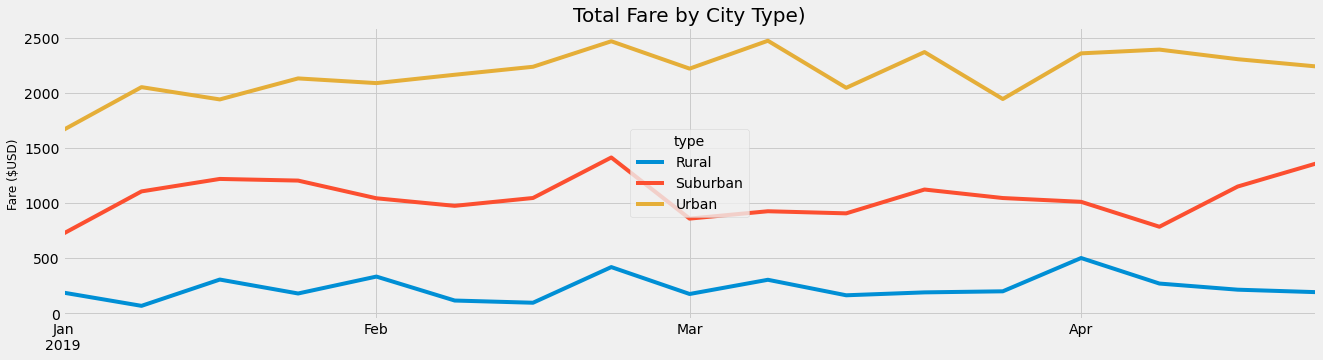 Total Fare by City Type)
Fare ($USD)
2500
2000
1500
1000
500
0
type
Rural
Suburban
Urban
Jan Feb Mar Apr
2019